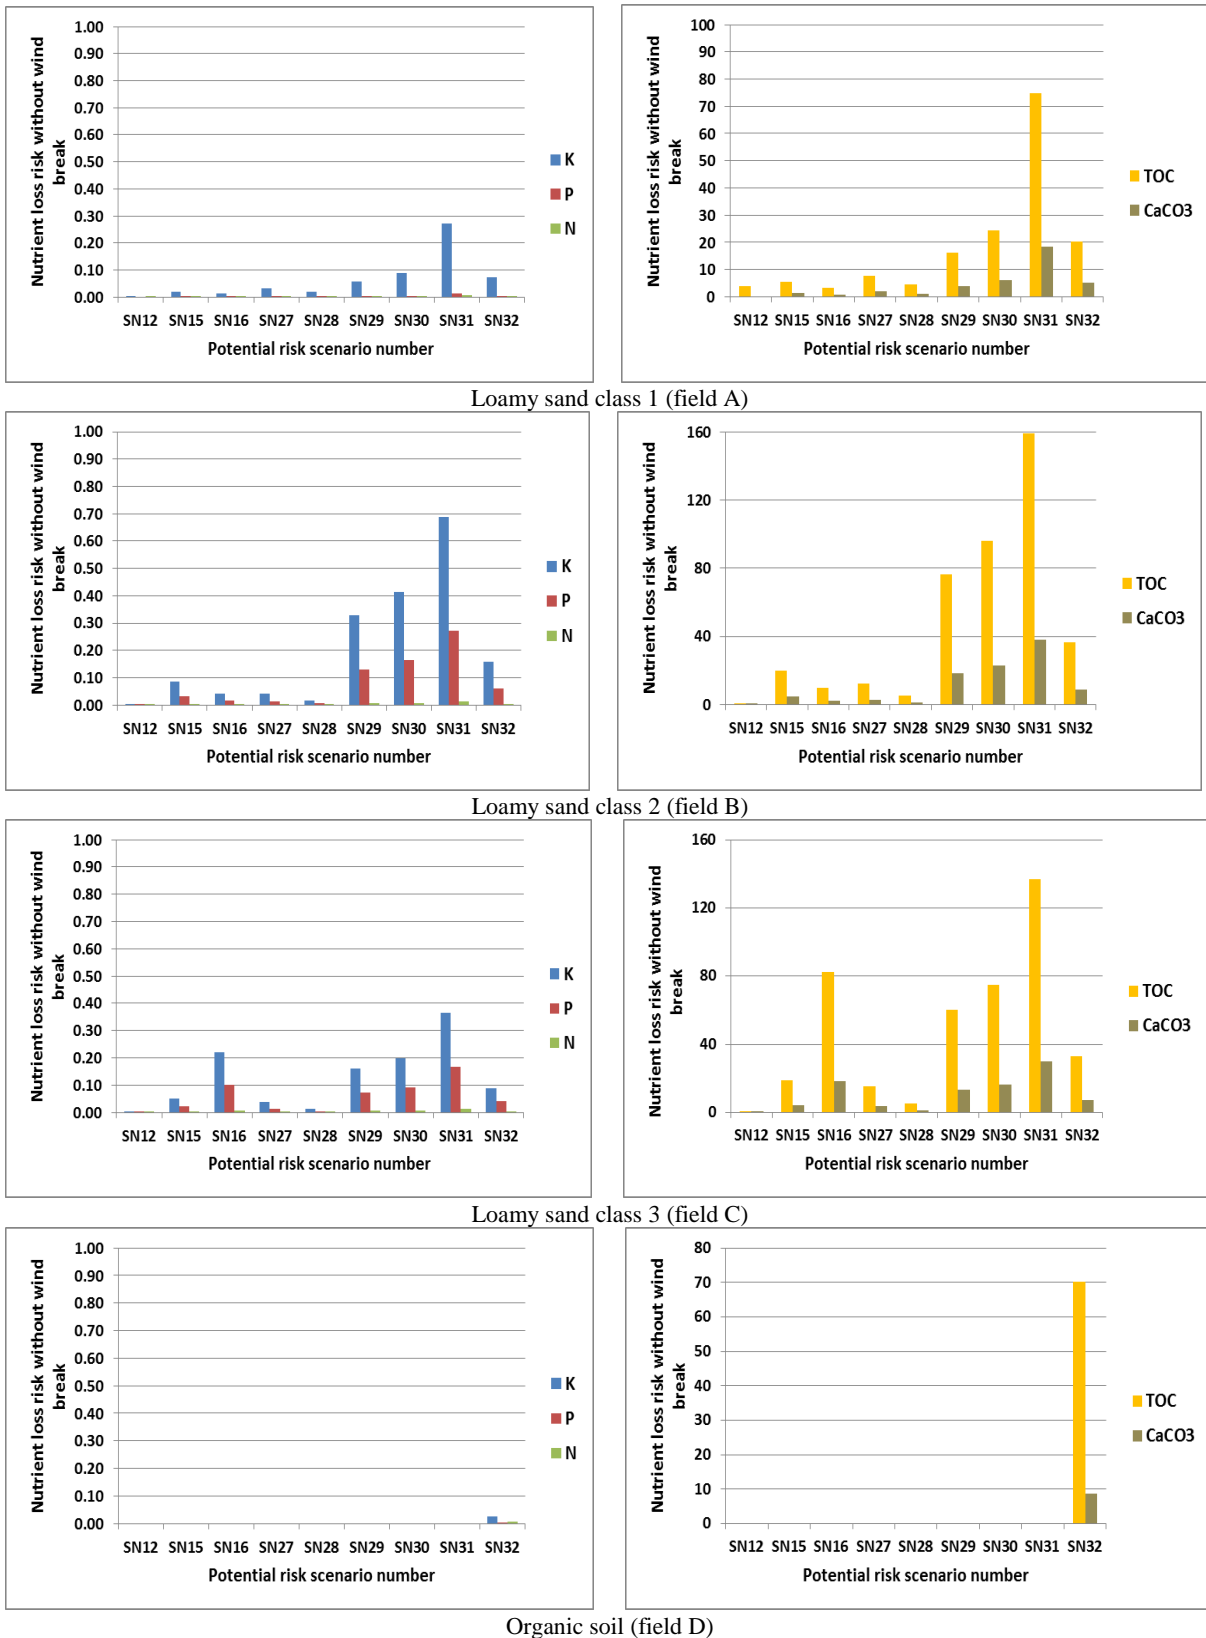 Nutrient loss risk without wind
break
1.00
0.90
0.80
0.70
0.60
0.50
0.40
0.30
0.20
0.10
0.00
K
P
N
SN12 SN15 SN16 SN27 SN28 SN29 SN30 SN31 SN32
Potential risk scenario number
Nutrient loss risk without wind
break
100
90
80
70
60
50
40
30
20
10
0
TOC
CaCO3
SN12 SN15 SN16 SN27 SN28 SN29 SN30 SN31 SN32
Potential risk scenario number
Loamy sand class 1 (field A)
Nutrient loss risk without wind
break
1.00
0.90
0.80
0.70
0.60
0.50
0.40
0.30
0.20
0.10
0.00
K
P
N
SN12 SN15 SN16 SN27 SN28 SN29 SN30 SN31 SN32
Potential risk scenario number
Nutrient loss risk without wind
break
160
120
80
40
0
TOC
CaCO3
SN12 SN15 SN16 SN27 SN28 SN29 SN30 SN31 SN32
Potential risk scenario number
Loamy sand class 2 (field B)
Nutrient loss risk without wind
break
1.00
0.90
0.80
0.70
0.60
0.50
0.40
0.30
0.20
0.10
0.00
K
P
N
SN12 SN15 SN16 SN27 SN28 SN29 SN30 SN31 SN32
Potential risk scenario number
Nutrient loss risk without wind
break
160
120
80
40
0
TOC
CaCO3
SN12 SN15 SN16 SN27 SN28 SN29 SN30 SN31 SN32
Potential risk scenario number
Loamy sand class 3 (field C)
Nutrient loss risk without wind
break
1.00
0.90
0.80
0.70
0.60
0.50
0.40
0.30
0.20
0.10
0.00
K
P
N
SN12 SN15 SN16 SN27 SN28 SN29 SN30 SN31 SN32
Potential risk scenario number
Nutrient loss risk without wind
break
80
70
60
50
40
30
20
10
0
TOC
CaCO3
SN12 SN15 SN16 SN27 SN28 SN29 SN30 SN31 SN32
Potential risk scenario number
Organic soil (field D)